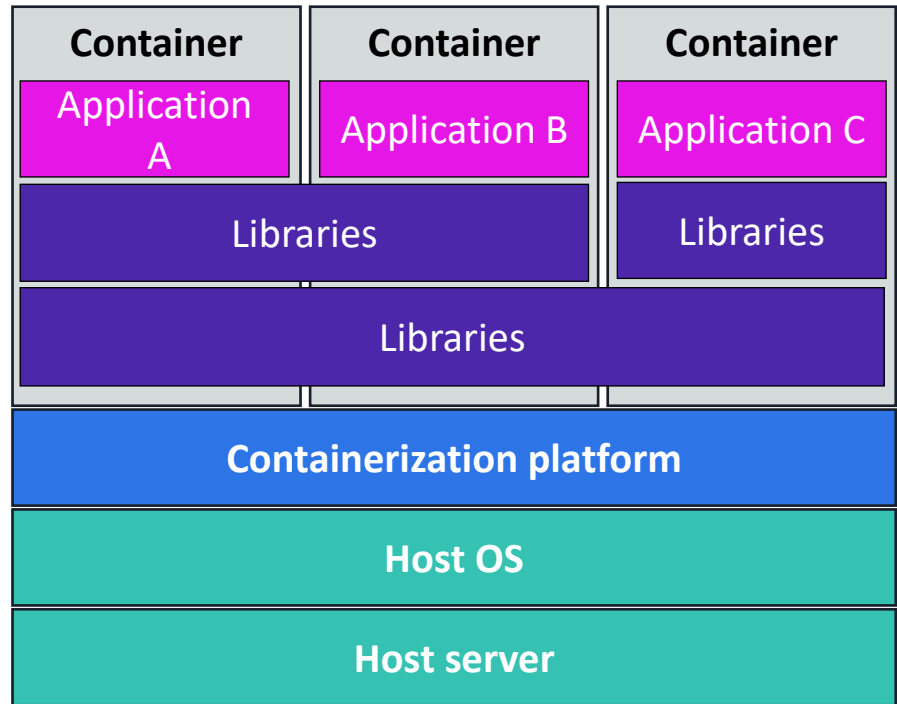 Container
Container
Container
Application
A
Application B
Application C
Libraries
Libraries
Libraries
Containerization platform
Host OS
Host server